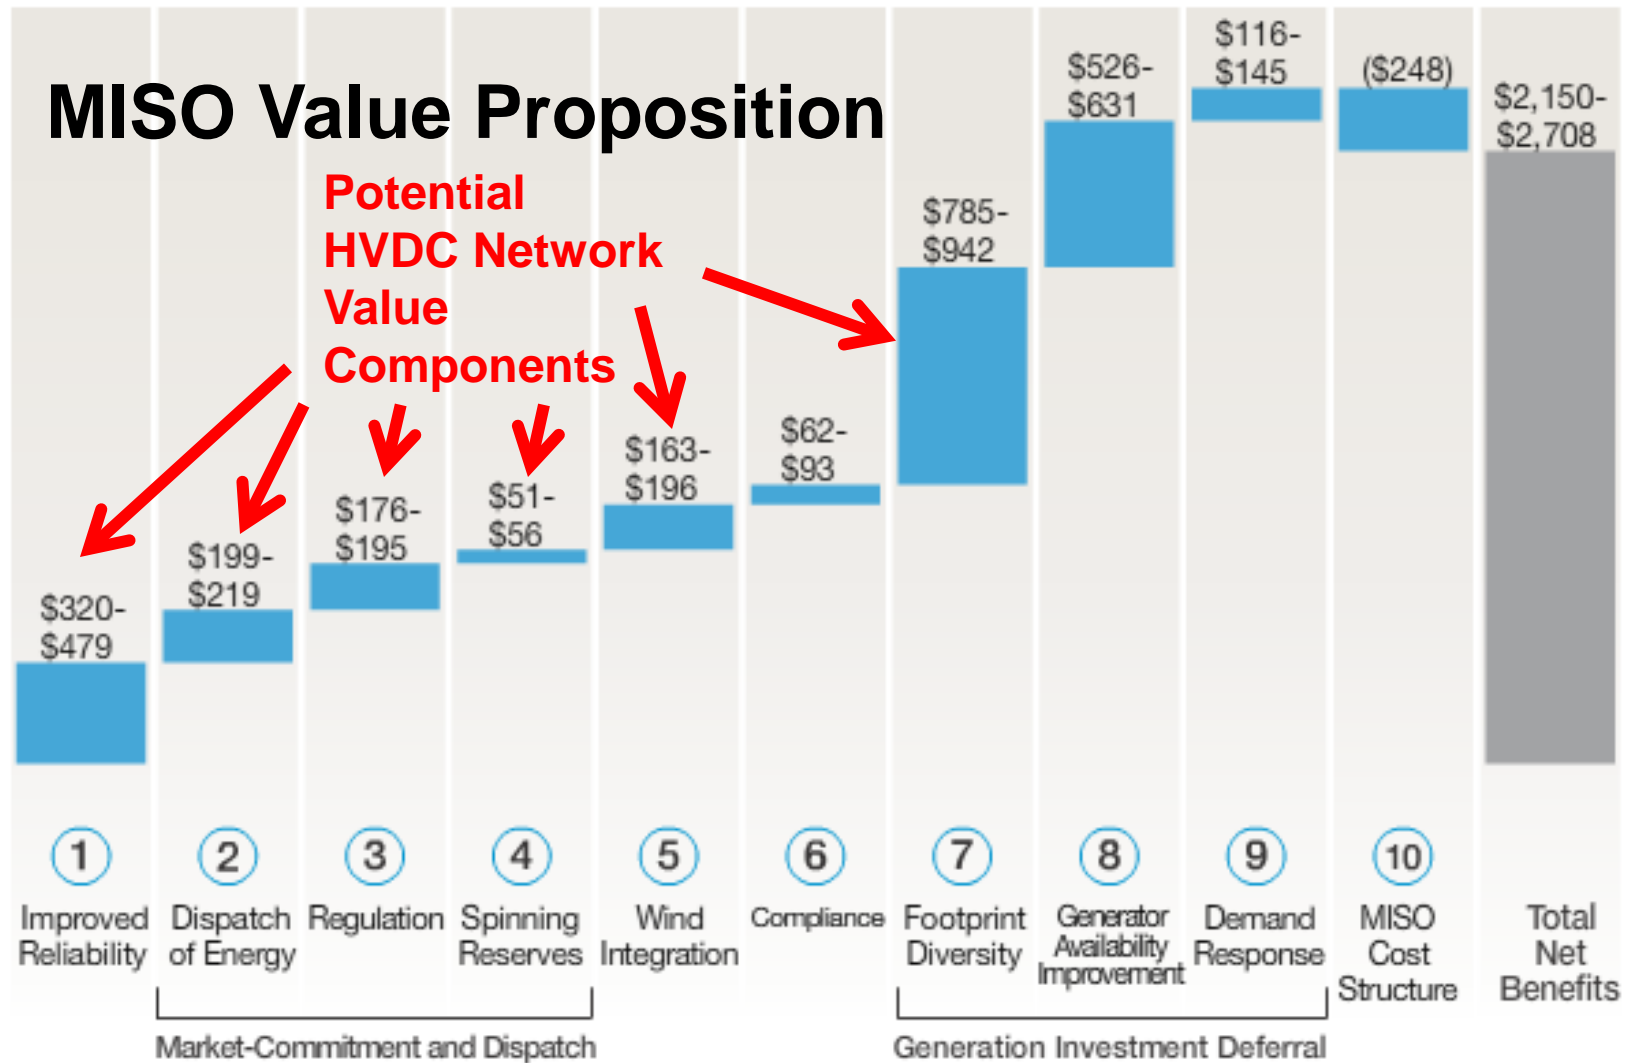 MISO Value Proposition
Potential
HVDC Network
Value
Components
$320-
$479
$199-
$219
$176-
$195
$51-
$56
$163-
$196
$62-
$93
$785-
$942
$526-
$631
$116-
$145
($248)
$2,150-
$2,708
1
Improved
Reliability
2
Dispatch
of Energy
3
Regulation
4
Spinning
Reserves
5
Wind
Integration
6
Compliance
7
Footprint
Diversity
8
Generator
Availability
Improvement
9
Demand
Response
10
MISO
Cost
Structure
Total
Net
Benefits
Market-Commitment and Dispatch
Generation Investment Deferral